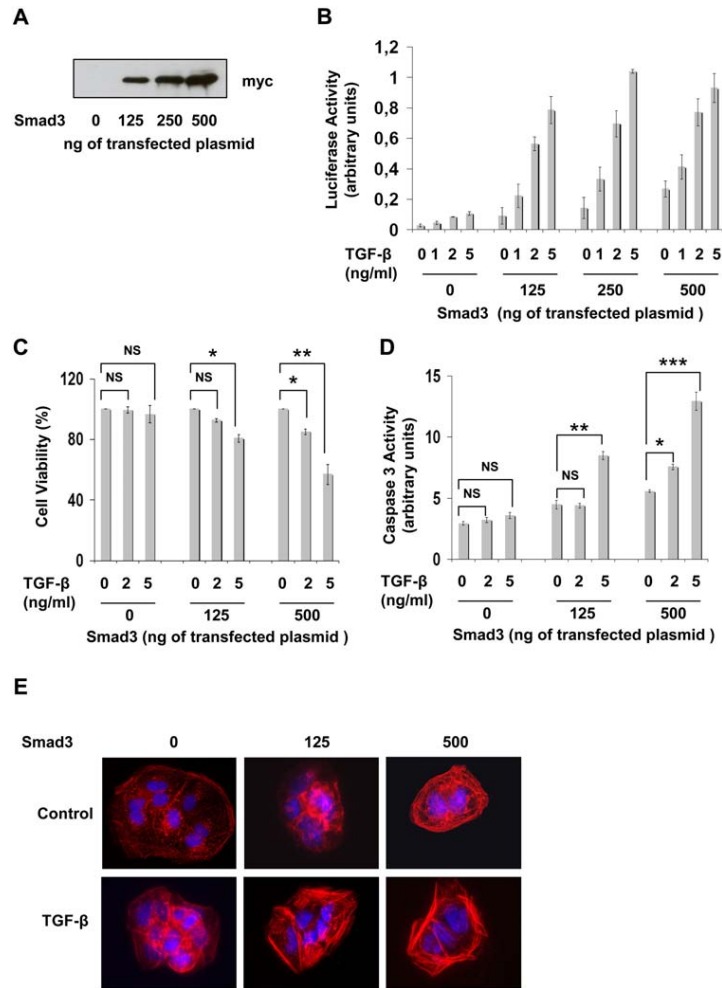 A
myc
Smad3 0 125 250 500
ng of transfected plasmid
B
Luciferase Activity
(arbitrary units)
1,2
1
0,8
0,6
0,4
0,2
0
TGF-β 0 1 2 5 0 1 2 5 0 1 2 5 0 1 2 5
(ng/ml)
0 125 250 500
Smad3 (ng of transfected plasmid )
C
Cell Viability (%)
120
80
40
0
NS
NS
*
NS
**
*
TGF-β 0 2 5 0 2 5 0 2 5
(ng/ml)
0 125 500
Smad3 (ng of transfected plasmid )
D
Caspase 3 Activity
(arbitrary units)
15
10
5
0
NS
NS
**
NS
***
*
TGF-β 0 2 5 0 2 5 0 2 5
(ng/ml)
0 125 500
Smad3 (ng of transfected plasmid )
E
Smad3 0 125 500
Control
TGF-β